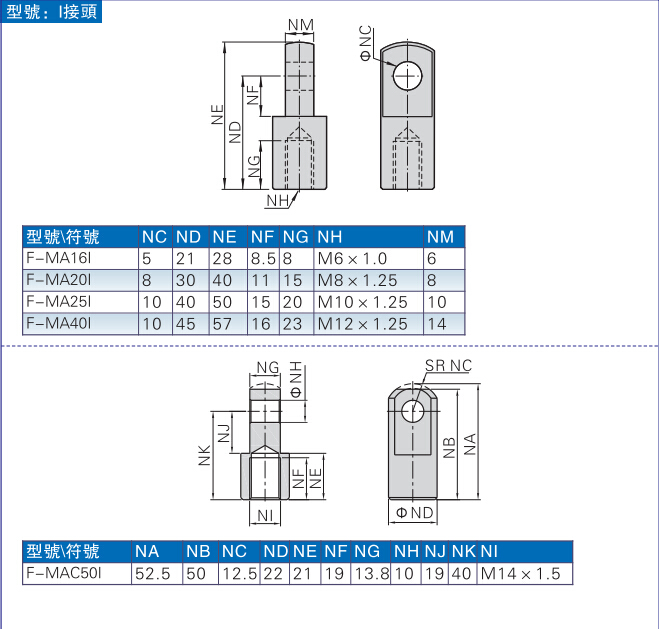 型號：I接頭
NM
ΦNC
NE
ND
NF
NG
NH
型號\符號 NC ND NE NF NG NH NM
F-MA16I 5 21 28 8.5 8 M6×1.0 6
F-MA20I 8 30 40 11 15 M8×1.25 8
F-MA25I 10 40 50 15 20 M10×1.25 10
F-MA40I 10 45 57 16 23 M12×1.25 14
NG
ΦNH
SR NC
NK
NJ
NF
NE
NB
NA
NI
ΦND
型號\符號 NA NB NC ND NE NF NG NH NJ NK NI
F-MAC50I 52.5 50 12.5 22 21 19 13.8 10 19 40 M14×1.5